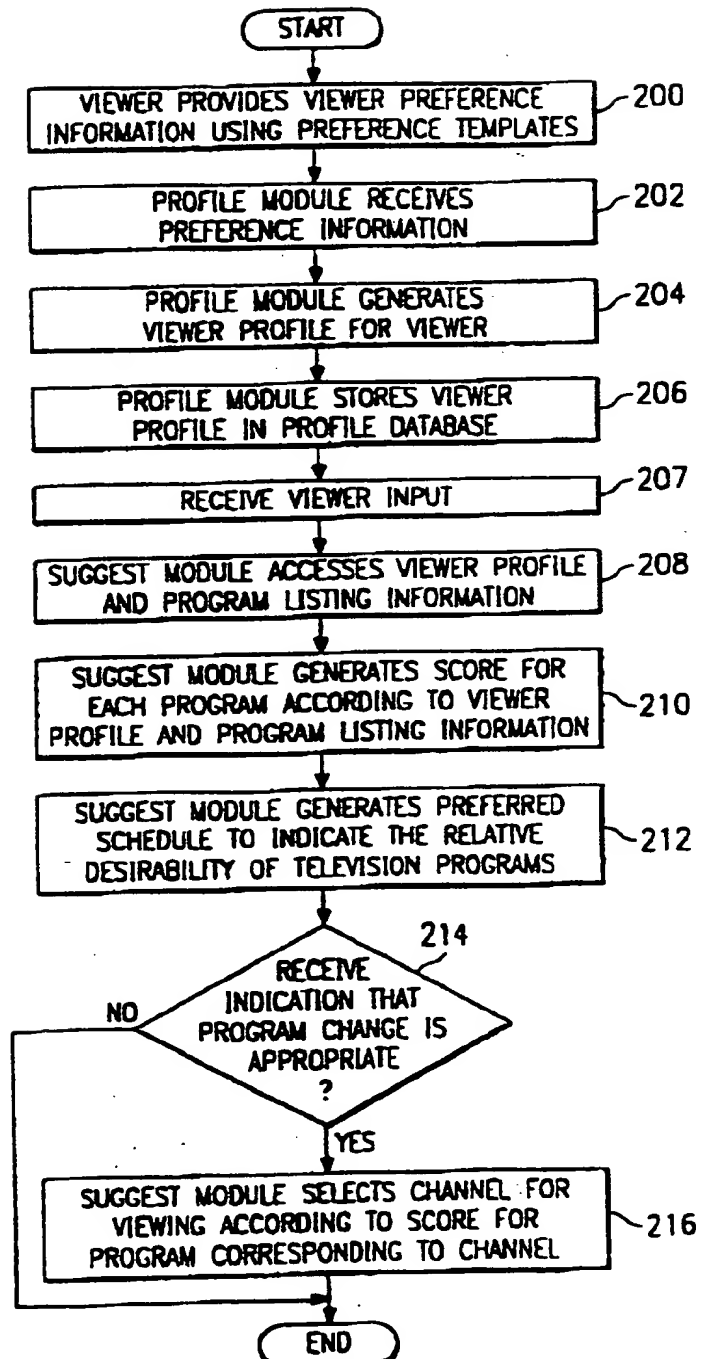 START
VIEWER PROVIDES VIEWER PREFERENCE
INFORMATION USING PREFERENCE TEMPLATES
200
PROFILE MODULE RECEIVES
PREFERENCE INFORMATION
202
PROFILE MODULE GENERATES
VIEWER PROFILE FOR VIEWER
204
PROFILE MODULE STORES VIEWER
PROFILE IN PROFILE DATABASE
206
RECEIVE VIEWER INPUT
207
SUGGEST MODULE ACCESSES VIEWER PROFILE
AND PROGRAM LISTING INFORMATION
208
SUGGEST MODULE GENERATES SCORE FOR
EACH PROGRAM ACCORDING TO VIEWER
PROFILE AND PROGRAM LISTING INFORMATION
210
SUGGEST MODULE GENERATES PREFERRED
SCHEDULE TO INDICATE THE RELATIVE
DESIRABILITY OF TELEVISION PROGRAMS
212
214
RECEIVE
INDICATION THAT
PROGRAM CHANGE IS
APPROPRIATE
?
NO
YES
SUGGEST MODULE SELECTS CHANNEL FOR
VIEWING ACCORDING TO SCORE FOR
PROGRAM CORRESPONDING TO CHANNEL
216
END